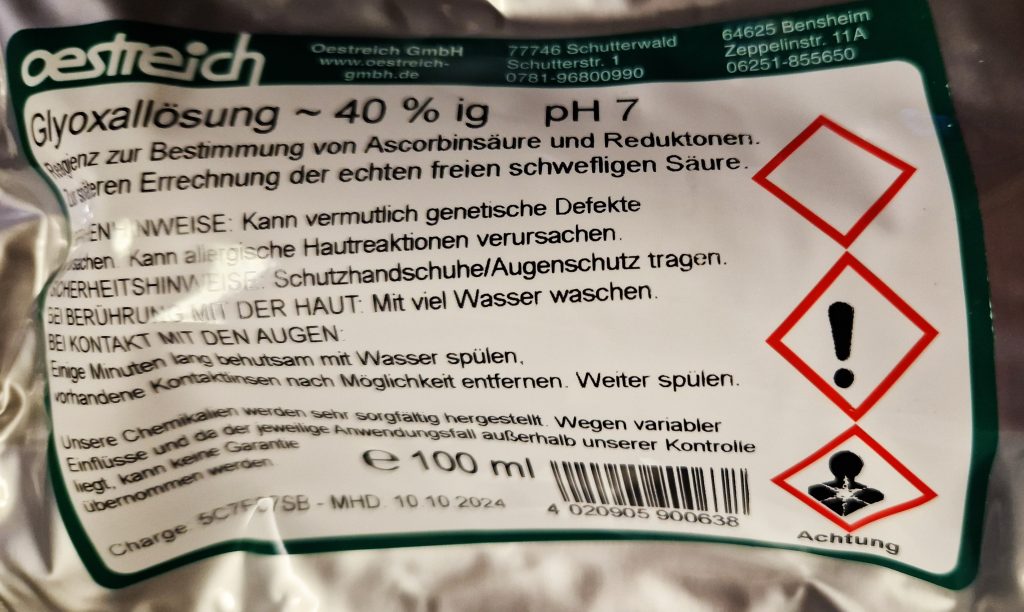 oestreich
Oestreich GmbH
www.oestreich-
gmbh.de
77746 Schutterwald
Schutterstr. 1
0781-96800990
64625 Bensheim
Zeppelinstr. 11A
06251-855650
Glyoxallösung ~ 40 % ig pH 7
Reagienz zur Bestimmung von Ascorbinsäure und Reduktonen.
Zur späteren Errechnung der echten freien schwefligen Säure.
Kann vermutlich genetische Defekte
Kann allergische Hautreaktionen verursachen.
SICHERHEITSHINWEISE: Schutzhandschuhe/Augenschutz tragen.
BEI BERÜHRUNG MIT DER HAUT: Mit viel Wasser waschen.
BEI KONTAKT MIT DEN AUGEN:
Einige Minuten lang behutsam mit Wasser spülen,
vorhandene Kontaktlinsen nach Möglichkeit entfernen. Weiter spülen.
Unsere Chemikalien werden sehr sorgfältig hergestellt. Wegen variabler
Einflüsse und da der jeweilige Anwendungsfall außerhalb unserer Kontrolle
liegt, kann keine Garantie
übernommen werden
e 100 ml
Charge: - MHD 10.10.2024
4 020905 900638
Achtung